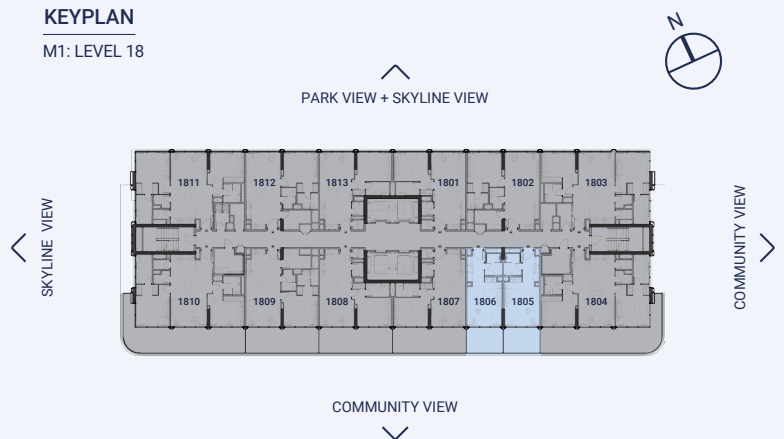 KEYPLAN
M1: LEVEL 18
N
PARK VIEW + SKYLINE VIEW
SKYLINE VIEW
COMMUNITY VIEW
1811 1812 1813 1801 1802 1803
1810 1809 1808 1807 1806 1805 1804
COMMUNITY VIEW